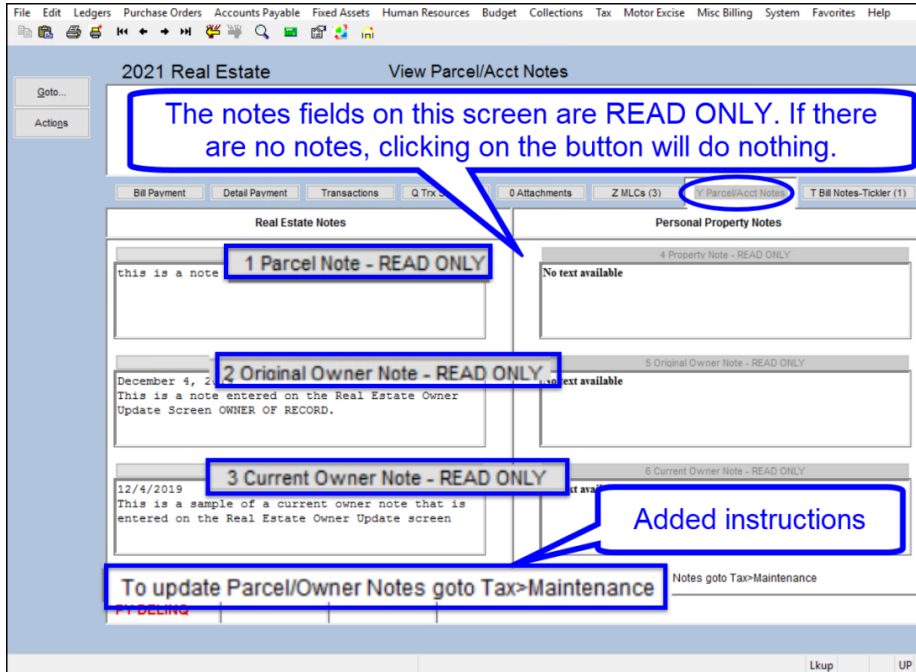 File Edit Ledgers Purchase Orders Accounts Payable Fixed Assets Human Resources Budget Collections Tax Motor Excise Misc Billing System Favorites Help
2021 Real Estate View Parcel/Acct Notes
Goto...
Actions
The notes fields on this screen are READ ONLY. If there
are no notes, clicking on the button will do nothing.
Bill Payment Detail Payment Transactions Q Trx 0 Attachments Z MLCs (3) Y Parcel/Acct Notes T Bill Notes-Tickler (1)
Real Estate Notes Personal Property Notes
1 Parcel Note - READ ONLY 4 Property Note - READ ONLY
this is a note No text available
2 Original Owner Note - READ ONLY 5 Original Owner Note - READ ONLY
December 4, text available
This is a note entered on the Real Estate Owner
Update Screen OWNER OF RECORD.
3 Current Owner Note - READ ONLY 6 Current Owner Note - READ ONLY
12/4/2019
This is a sample of a current owner note that is
entered on the Real Estate Owner Update screen
Added instructions
To update Parcel/Owner Notes goto Tax>Maintenance Notes goto Tax>Maintenance
PY DELINQ
Lkup UP